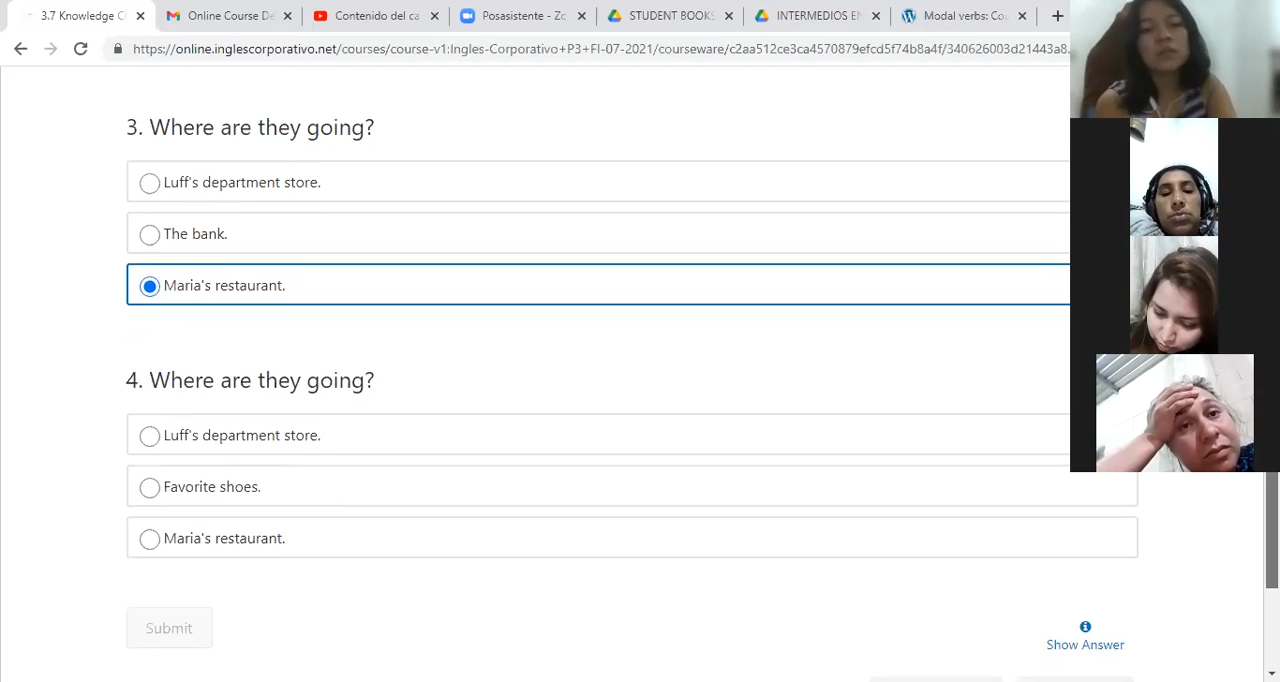 3.7 Knowledge C
Online Course De
Contenido del ca
Posasistente - Zo
STUDENT BOOKS
INTERMEDIOS EN
Modal verbs: Cou
https://online.inglescorporativo.net/courses/course-v1:Ingles-Corporativo+P3+FI-07-2021/courseware/c2aa512ce3ca4570879efcd5f74b8a4f/340626003d21443a8.
3. Where are they going?
Luff's department store.
The bank.
Maria's restaurant.
4. Where are they going?
Luff's department store.
Favorite shoes.
Maria's restaurant.
Submit
Show Answer